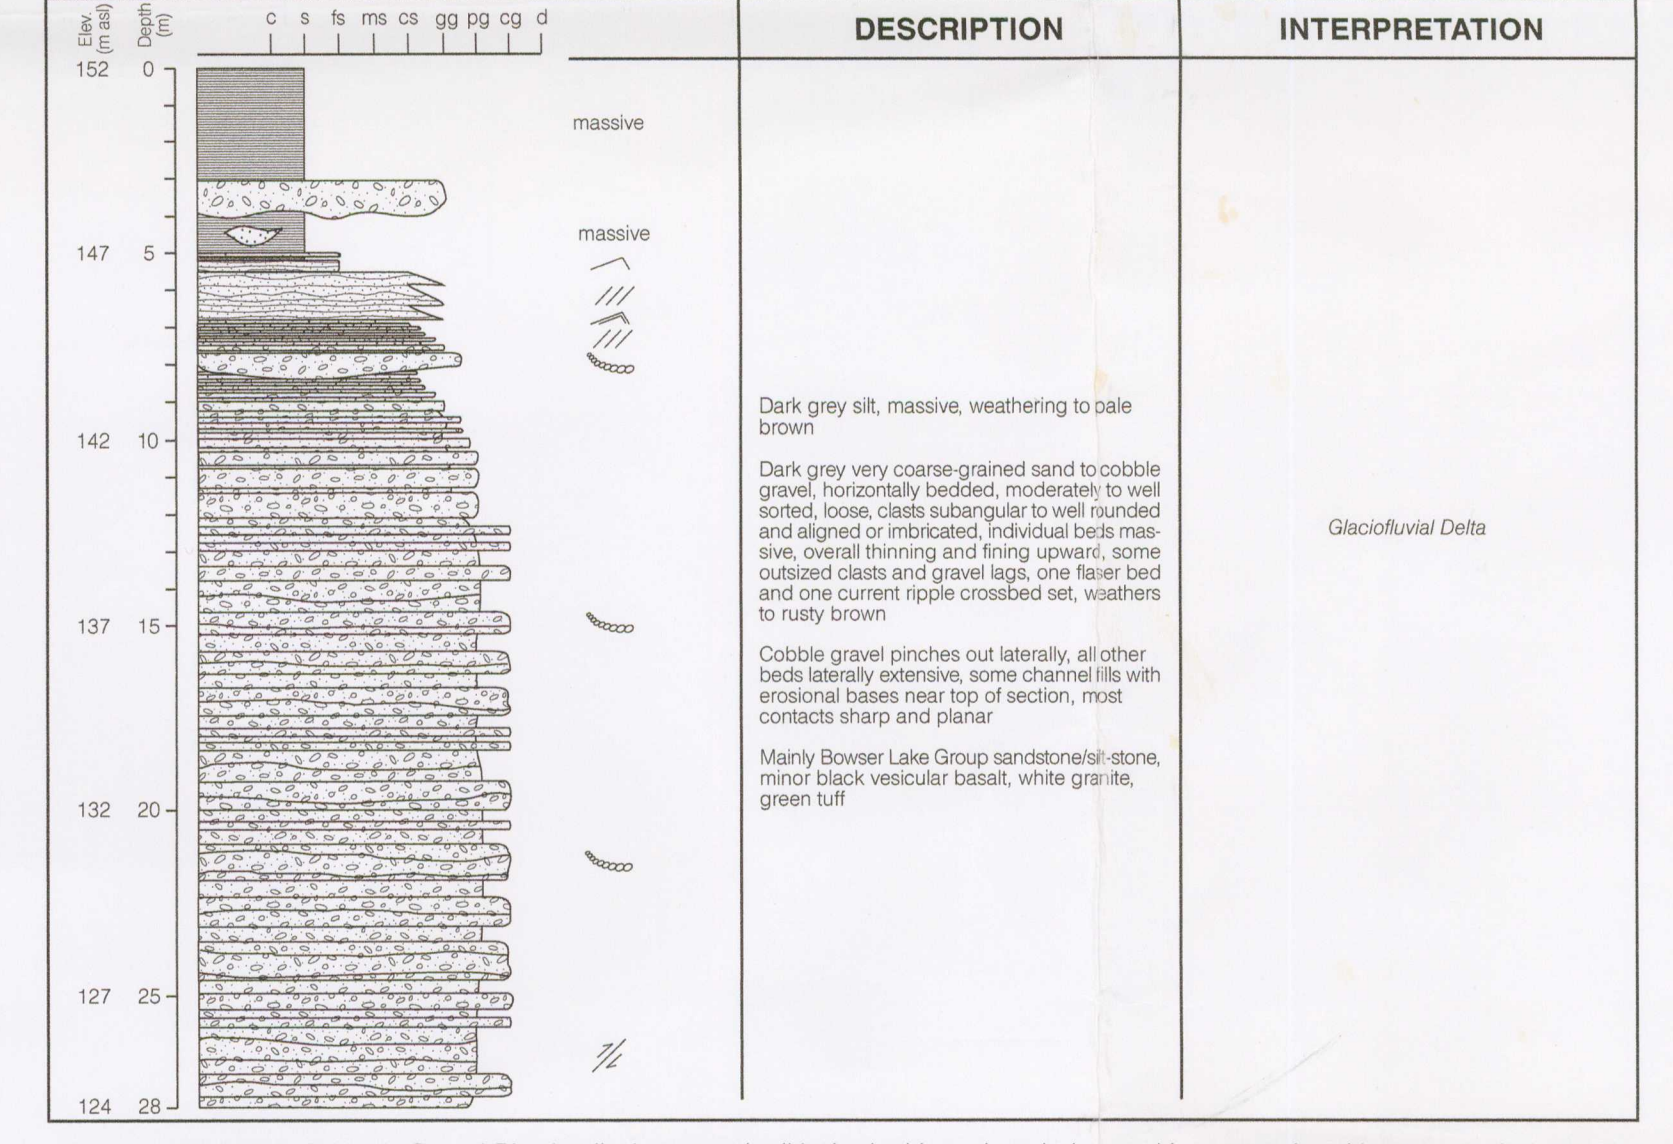 Elev. (m asl)
Depth (m)
c s fs ms cs gg pg cg d
DESCRIPTION
INTERPRETATION
152 0
massive
massive
147 5
Dark grey silt, massive, weathering to pale
brown
142 10
Dark grey very coarse-grained sand to cobble
gravel, horizontally bedded, moderately to well
sorted, loose, clasts subangular to well rounded
and aligned or imbricated, individual beds mas-
sive, overall thinning and fining upward, some
outsized clasts and gravel lags, one flaser bed
and one current ripple crossbed set, weathers
to rusty brown
Glaciofluvial Delta
137 15
Cobble gravel pinches out laterally, all other
beds laterally extensive, some channel fills with
erosional bases near top of section, most
contacts sharp and planar
Mainly Bowser Lake Group sandstone/silt-stone,
minor black vesicular basalt, white granite,
green tuff
132 20
127 25
124 28